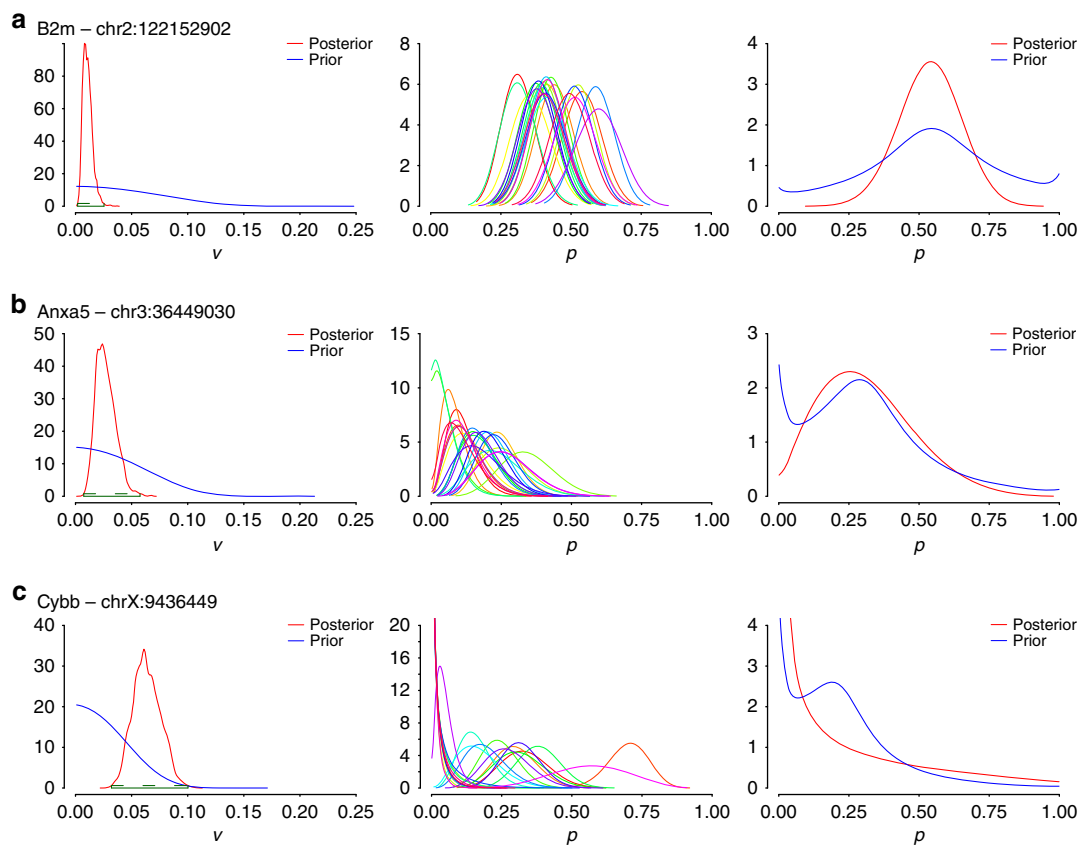 a
B2m – chr2:122152902
Posterior
Prior
80
60
40
20
0
0.00 0.05 0.10 0.15 0.20 0.25
v
8
6
4
2
0
0.00 0.25 0.50 0.75 1.00
p
Posterior
Prior
4
3
2
1
0
0.00 0.25 0.50 0.75 1.00
p
b
Anxa5 – chr3:36449030
Posterior
Prior
50
40
30
20
10
0
0.00 0.05 0.10 0.15 0.20 0.25
v
15
10
5
0
0.00 0.25 0.50 0.75 1.00
p
Posterior
Prior
3
2
1
0
0.00 0.25 0.50 0.75 1.00
p
c
Cybb – chrX:9436449
Posterior
Prior
40
30
20
10
0
0.00 0.05 0.10 0.15 0.20 0.25
v
20
16
12
8
4
0
0.00 0.25 0.50 0.75 1.00
p
Posterior
Prior
4
3
2
1
0
0.00 0.25 0.50 0.75 1.00
p